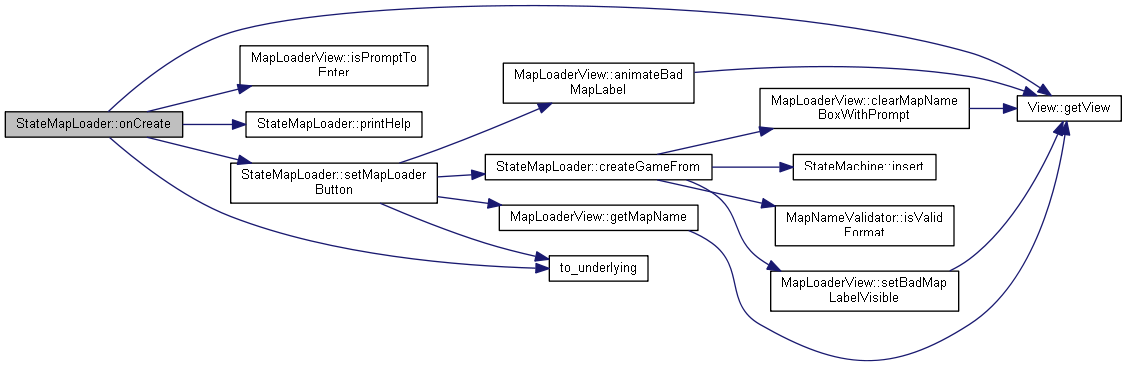 StateMapLoader::onCreate
MapLoaderView::isPromptTo
Enter
StateMapLoader::printHelp
StateMapLoader::setMapLoader
Button
MapLoaderView::animateBad
MapLabel
StateMapLoader::createGameFrom
MapLoaderView::getMapName
to_underlying
MapLoaderView::clearMapName
BoxWithPrompt
StateMachine::insert
MapNameValidator::isValid
Format
MapLoaderView::setBadMap
LabelVisible
View::getView